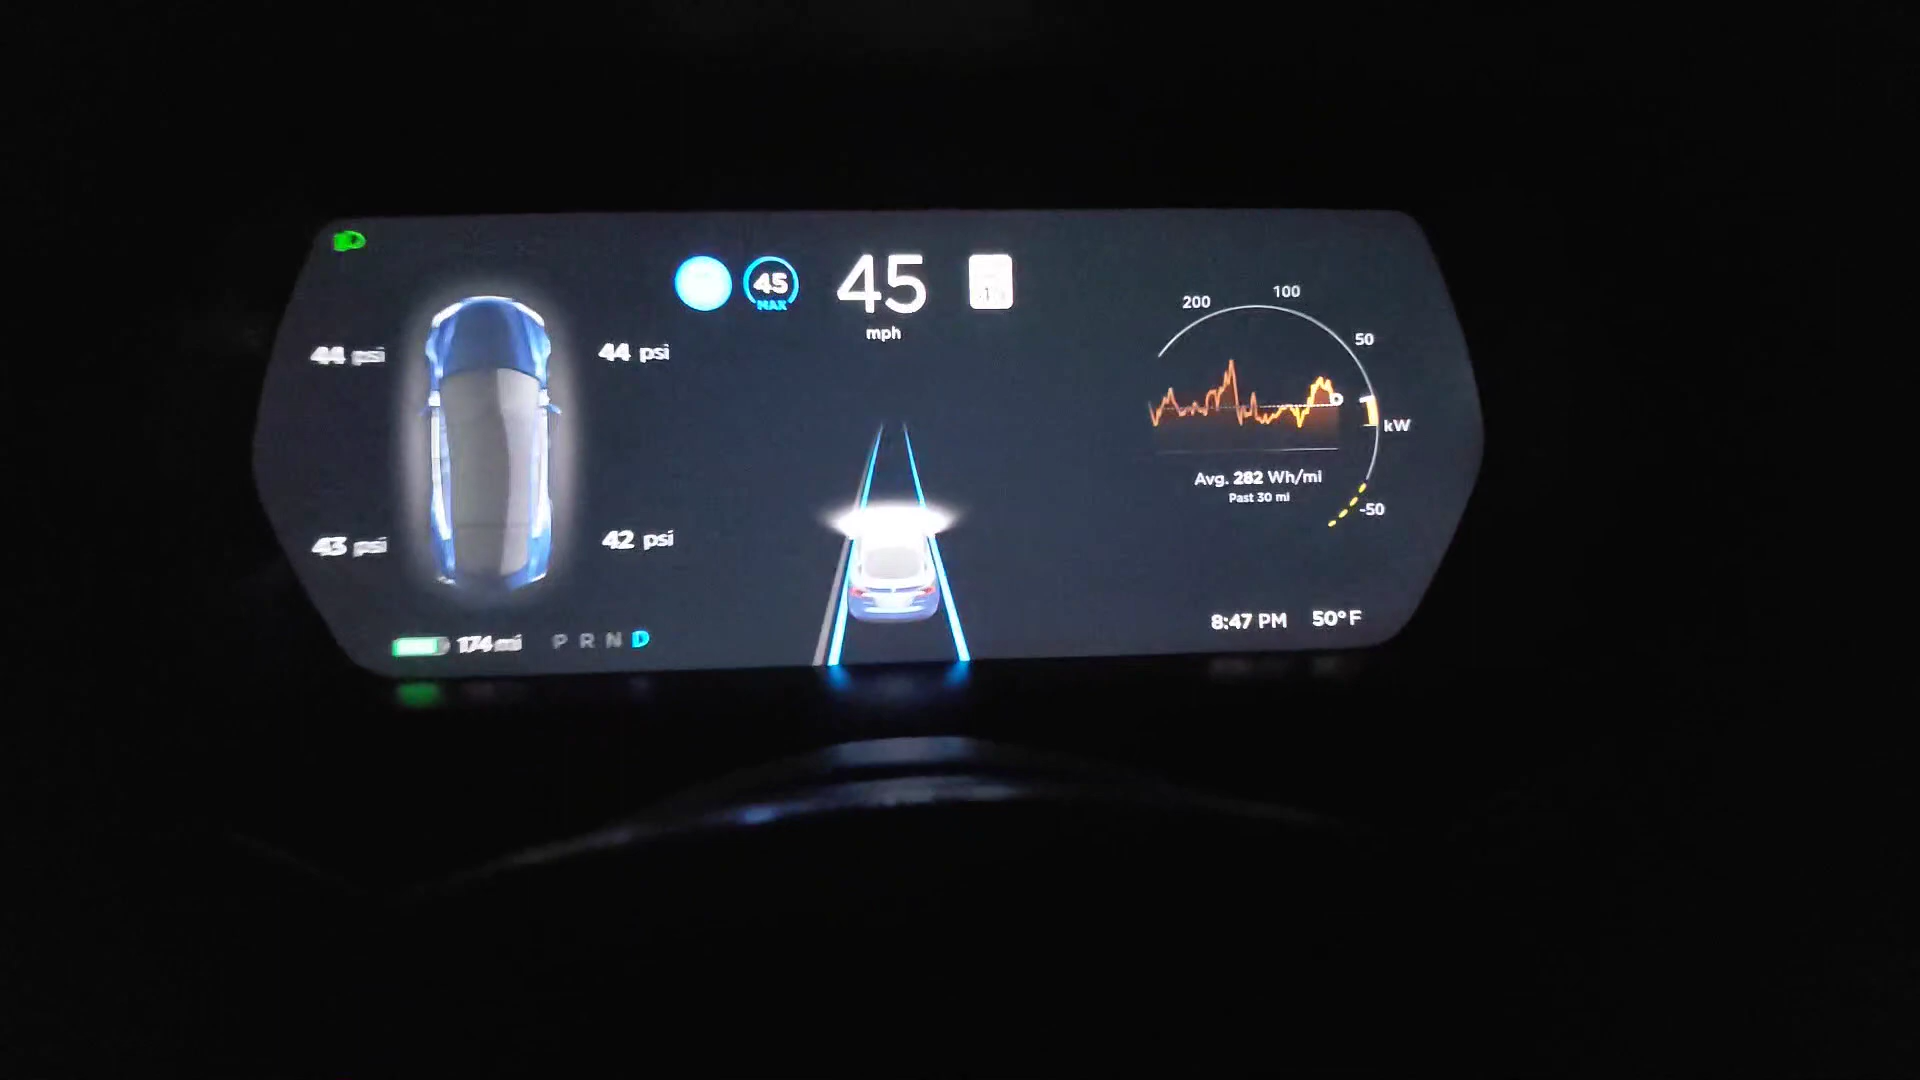 45
MAX
45
mph
44 psi
44 psi
43 psi
42 psi
200
100
50
kW
-50
Avg. 282 Wh/mi
Past 30 mi
174 mi
P R N D
8:47 PM 50°F